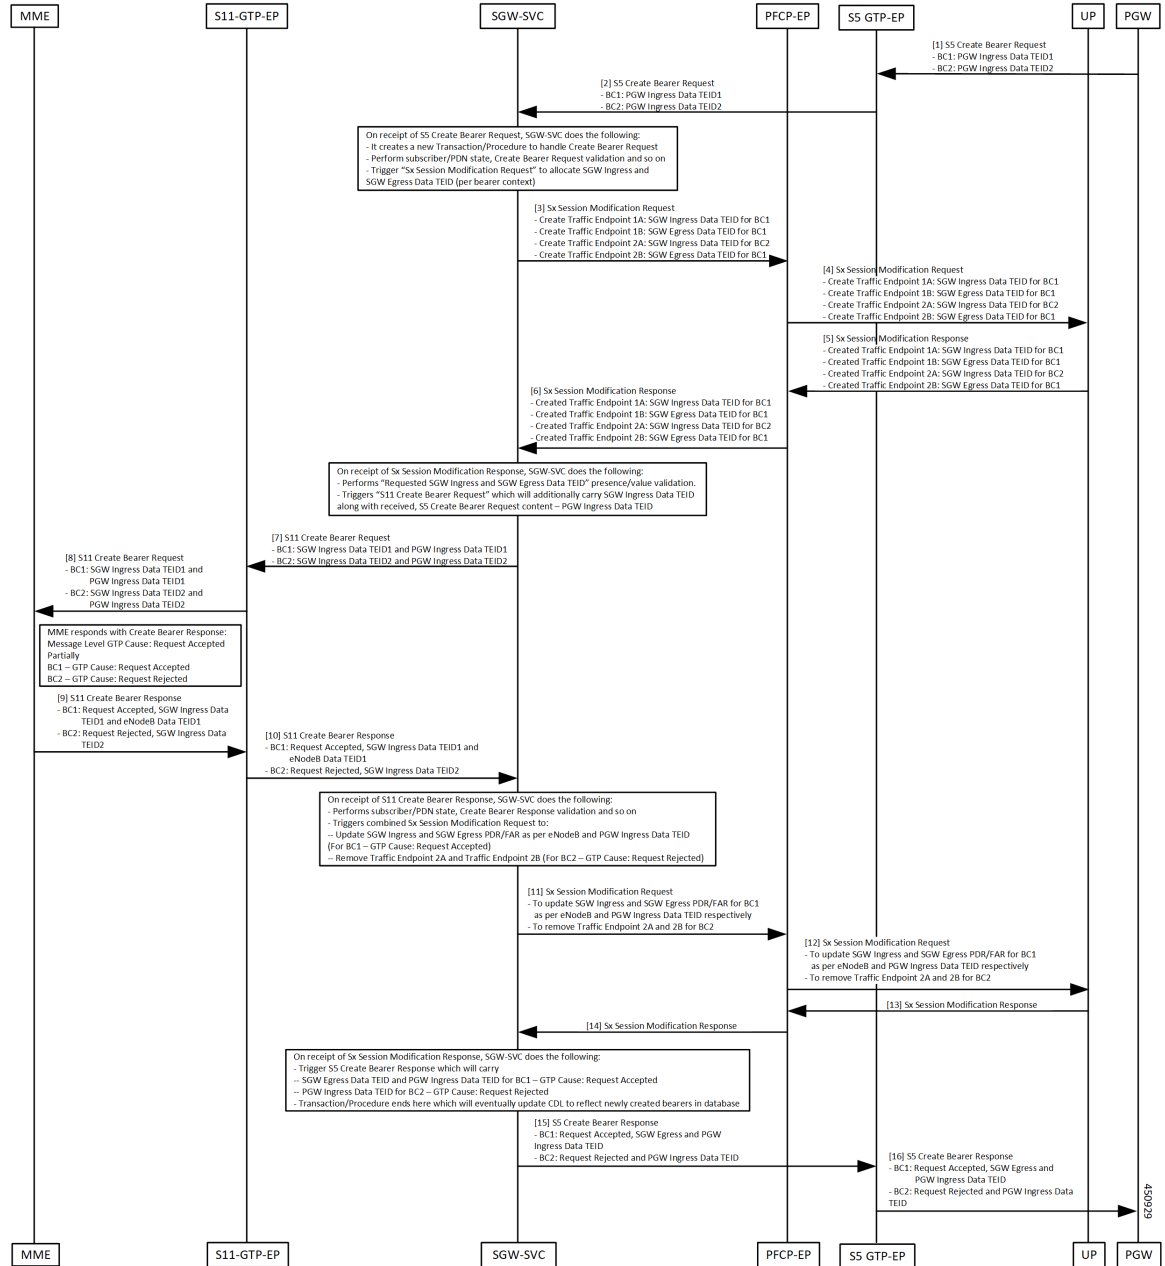 MME
S11-GTP-EP
SGW-SVC
PFCP-EP
S5 GTP-EP
UP
PGW
[1] S5 Create Bearer Request
- BC1: PGW Ingress Data TEID1
- BC2: PGW Ingress Data TEID2
[2] S5 Create Bearer Request
- BC1: PGW Ingress Data TEID1
- BC2: PGW Ingress Data TEID2
On receipt of S5 Create Bearer Request, SGW-SVC does the following:
- It creates a new Transaction/Procedure to handle Create Bearer Request
- Perform subscriber/PDN state, Create Bearer Request validation and so on
- Trigger "Sx Session Modification Request" to allocate SGW Ingress and
SGW Egress Data TEID (per bearer context)
[3] Sx Session Modification Request
- Create Traffic Endpoint 1A: SGW Ingress Data TEID for BC1
- Create Traffic Endpoint 1B: SGW Egress Data TEID for BC1
- Create Traffic Endpoint 2A: SGW Ingress Data TEID for BC2
- Create Traffic Endpoint 2B: SGW Egress Data TEID for BC1
[4] Sx Session Modification Request
- Create Traffic Endpoint 1A: SGW Ingress Data TEID for BC1
- Create Traffic Endpoint 1B: SGW Egress Data TEID for BC1
- Create Traffic Endpoint 2A: SGW Ingress Data TEID for BC2
- Create Traffic Endpoint 2B: SGW Egress Data TEID for BC1
[5] Sx Session Modification Response
- Created Traffic Endpoint 1A: SGW Ingress Data TEID for BC1
- Created Traffic Endpoint 1B: SGW Egress Data TEID for BC1
- Created Traffic Endpoint 2A: SGW Ingress Data TEID for BC2
- Created Traffic Endpoint 2B: SGW Egress Data TEID for BC1
[6] Sx Session Modification Response
- Created Traffic Endpoint 1A: SGW Ingress Data TEID for BC1
- Created Traffic Endpoint 1B: SGW Egress Data TEID for BC1
- Created Traffic Endpoint 2A: SGW Ingress Data TEID for BC2
- Created Traffic Endpoint 2B: SGW Egress Data TEID for BC1
On receipt of Sx Session Modification Response, SGW-SVC does the following:
- Performs "Requested SGW Ingress and SGW Egress Data TEID" presence/value validation.
- Triggers "S11 Create Bearer Request" which will additionally carry SGW Ingress Data TEID
along with received, S5 Create Bearer Request content – PGW Ingress Data TEID
[7] S11 Create Bearer Request
- BC1: SGW Ingress Data TEID1 and PGW Ingress Data TEID1
- BC2: SGW Ingress Data TEID2 and PGW Ingress Data TEID2
[8] S11 Create Bearer Request
- BC1: SGW Ingress Data TEID1 and
PGW Ingress Data TEID1
- BC2: SGW Ingress Data TEID2 and
PGW Ingress Data TEID2
MME responds with Create Bearer Response:
Message Level GTP Cause: Request Accepted
Partially
BC1 – GTP Cause: Request Accepted
BC2 – GTP Cause: Request Rejected
[9] S11 Create Bearer Response
- BC1: Request Accepted, SGW Ingress Data
TEID1 and eNodeB Data TEID1
- BC2: Request Rejected, SGW Ingress Data
TEID2
[10] S11 Create Bearer Response
- BC1: Request Accepted, SGW Ingress Data TEID1 and
eNodeB Data TEID1
- BC2: Request Rejected, SGW Ingress Data TEID2
On receipt of S11 Create Bearer Response, SGW-SVC does the following:
- Performs subscriber/PDN state, Create Bearer Response validation and so on
- Triggers combined Sx Session Modification Request to:
-- Update SGW Ingress and SGW Egress PDR/FAR as per eNodeB and PGW Ingress Data TEID
(For BC1 – GTP Cause: Request Accepted)
-- Remove Traffic Endpoint 2A and Traffic Endpoint 2B (For BC2 – GTP Cause: Request Rejected)
[11] Sx Session Modification Request
- To update SGW Ingress and SGW Egress PDR/FAR for BC1
as per eNodeB and PGW Ingress Data TEID respectively
- To remove Traffic Endpoint 2A and 2B for BC2
[12] Sx Session Modification Request
- To update SGW Ingress and SGW Egress PDR/FAR for BC1
as per eNodeB and PGW Ingress Data TEID respectively
- To remove Traffic Endpoint 2A and 2B for BC2
[13] Sx Session Modification Response
[14] Sx Session Modification Response
On receipt of Sx Session Modification Response, SGW-SVC does the following:
- Trigger S5 Create Bearer Response which will carry
-- SGW Egress Data TEID and PGW Ingress Data TEID for BC1 – GTP Cause: Request Accepted
-- PGW Ingress Data TEID for BC2 – GTP Cause: Request Rejected
- Transaction/Procedure ends here which will eventually update CDL to reflect newly created bearers in database
[15] S5 Create Bearer Response
- BC1: Request Accepted, SGW Egress and PGW
Ingress Data TEID
- BC2: Request Rejected and PGW Ingress Data TEID
[16] S5 Create Bearer Response
- BC1: Request Accepted, SGW Egress and
PGW Ingress Data TEID
- BC2: Request Rejected and PGW Ingress Data
TEID
450929
MME
S11-GTP-EP
SGW-SVC
PFCP-EP
S5 GTP-EP
UP
PGW